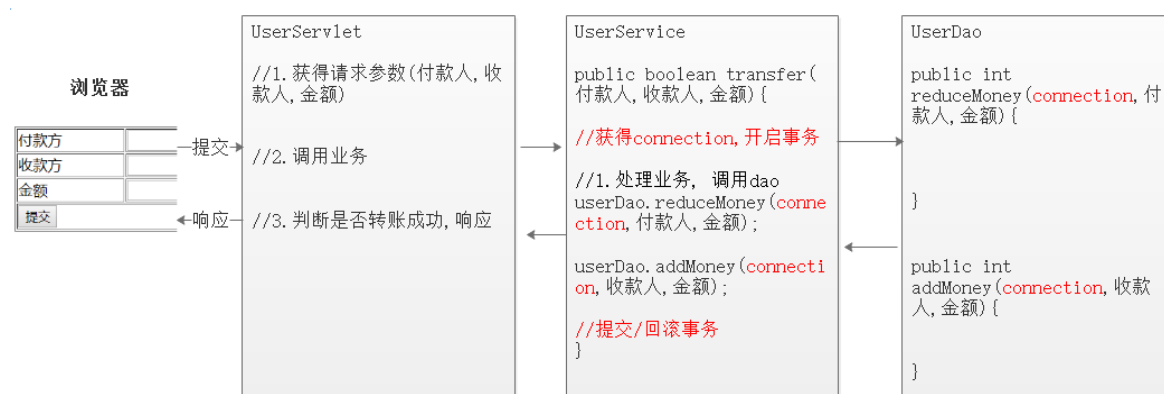 浏览器
付款方
收款方
金额
提交
提交
响应
UserServlet
//1.获得请求参数(付款人,收
款人,金额)
//2.调用业务
//3.判断是否转账成功,响应
UserService
public boolean transfer(
付款人,收款人,金额){
//获得connection,开启事务
//1.处理业务, 调用dao
userDao.reduceMoney(conne
ction,付款人,金额);
userDao.addMoney(connecti
on,收款人,金额);
//提交/回滚事务
}
UserDao
public int
reduceMoney(connection,付
款人,金额){
}
public int
addMoney(connection,收款
人,金额){
}